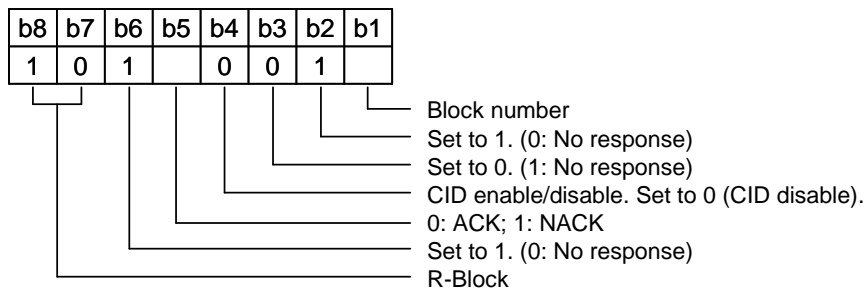 b8 b7 b6 b5 b4 b3 b2 b1
1 0 1 0 0 1
Block number
Set to 1. (0: No response)
Set to 0. (1: No response)
CID enable/disable. Set to 0 (CID disable).
0: ACK; 1: NACK
Set to 1. (0: No response)
R-Block